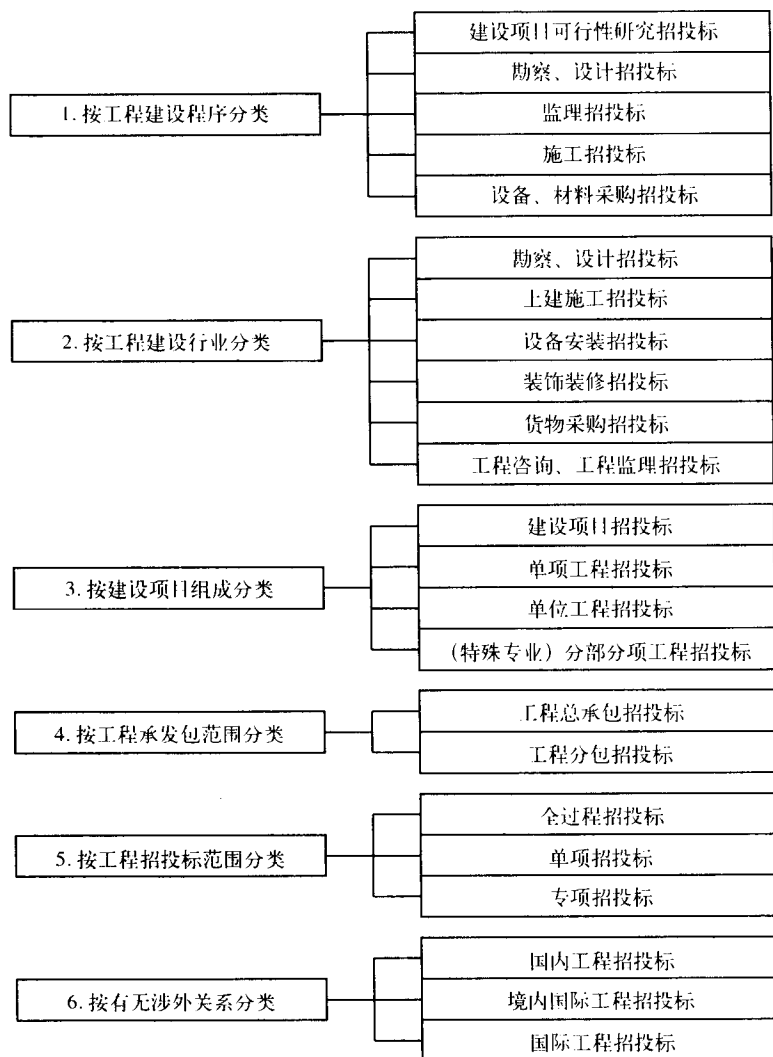 建设项目可行性研究招投标
勘察、设计招投标
1. 按工程建设程序分类
监理招投标
施工招投标
设备、材料采购招投标
勘察、设计招投标
土建施工招投标
2. 按工程建设行业分类
设备安装招投标
装饰装修招投标
货物采购招投标
工程咨询、工程监理招投标
建设项目招投标
单项工程招投标
3. 按建设项目组成分类
单位工程招投标
(特殊专业) 分部分项工程招投标
工程总承包招投标
4. 按工程承发包范围分类
工程分包招投标
全过程招投标
5. 按工程招投标范围分类
单项招投标
专项招投标
国内工程招投标
6. 按有无涉外关系分类
境内国际工程招投标
国际工程招投标